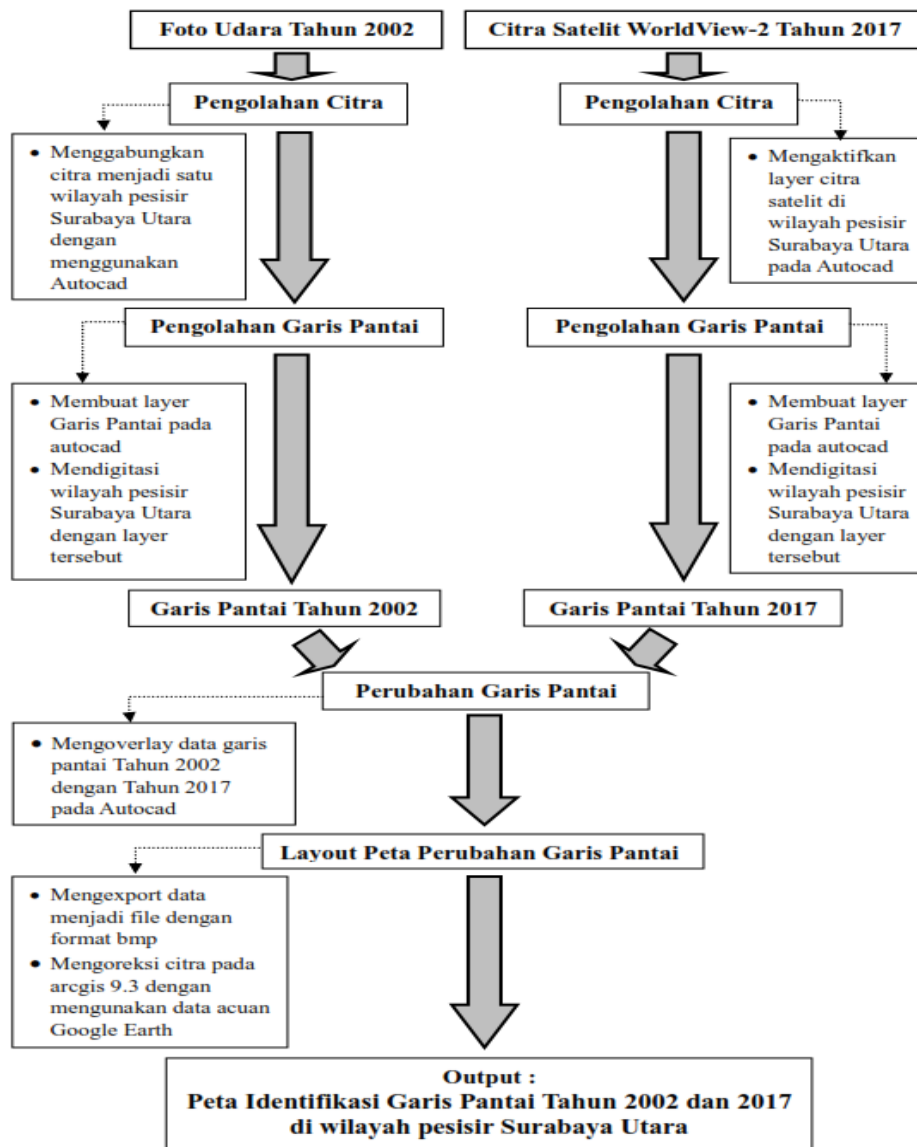 Foto Udara Tahun 2002
Citra Satelit WorldView-2 Tahun 2017
Pengolahan Citra
Pengolahan Citra
• Menggabungkan
citra menjadi satu
wilayah pesisir
Surabaya Utara
dengan
menggunakan
Autocad
• Mengaktifkan
layer citra
satelit di
wilayah pesisir
Surabaya Utara
pada Autocad
Pengolahan Garis Pantai
Pengolahan Garis Pantai
• Membuat layer
Garis Pantai pada
autocad
• Mendigitasi
wilayah pesisir
Surabaya Utara
dengan layer
tersebut
• Membuat layer
Garis Pantai
pada autocad
• Mendigitasi
wilayah pesisir
Surabaya Utara
dengan layer
tersebut
Garis Pantai Tahun 2002
Garis Pantai Tahun 2017
Perubahan Garis Pantai
• Mengoverlay data garis
pantai Tahun 2002
dengan Tahun 2017
pada Autocad
Layout Peta Perubahan Garis Pantai
• Mengexport data
menjadi file dengan
format bmp
• Mengoreksi citra pada
arcgis 9.3 dengan
mengunakan data acuan
Google Earth
Output :
Peta Identifikasi Garis Pantai Tahun 2002 dan 2017
di wilayah pesisir Surabaya Utara